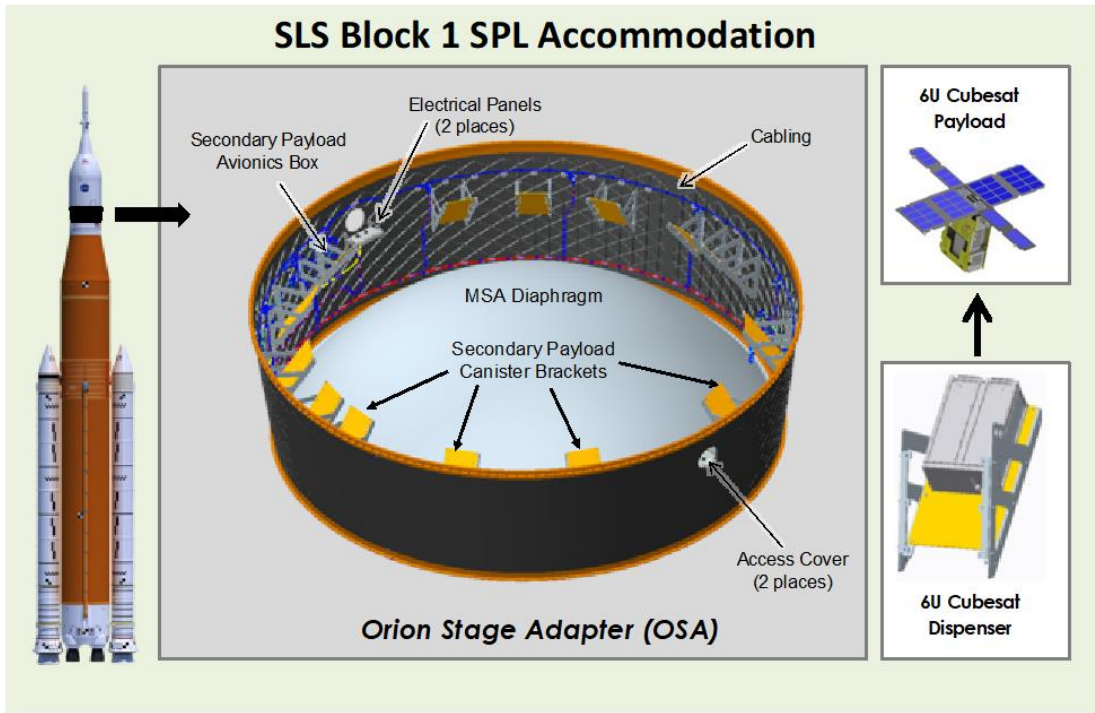 SLS Block 1 SPL Accommodation
Electrical Panels
(2 places)
Secondary Payload
Avionics Box
Cabling
MSA Diaphragm
Secondary Payload
Canister Brackets
Access Cover
(2 places)
Orion Stage Adapter (OSA)
6U Cubesat
Payload
6U Cubesat
Dispenser